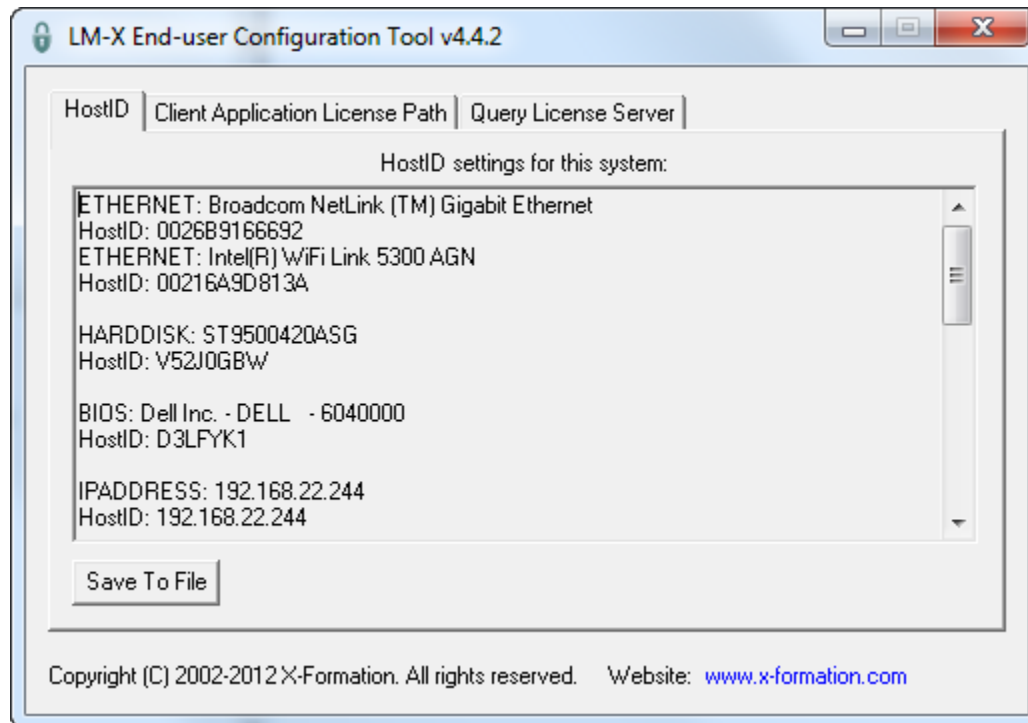 LM-X End-user Configuration Tool v4.4.2
HostID
Client Application License Path
Query License Server
HostID settings for this system:
ETHERNET: Broadcom NetLink (TM) Gigabit Ethernet
HostID: 0026B9166692
ETHERNET: Intel(R) WiFi Link 5300 AGN
HostID: 00216A9D813A
HARDDISK: ST9500420ASG
HostID: V52J0GBW
BIOS: Dell Inc. - DELL   - 6040000
HostID: D3LFYK1
IPADDRESS: 192.168.22.244
HostID: 192.168.22.244
Save To File
Copyright (C) 2002-2012 X-Formation. All rights reserved.    Website:  www.x-formation.com